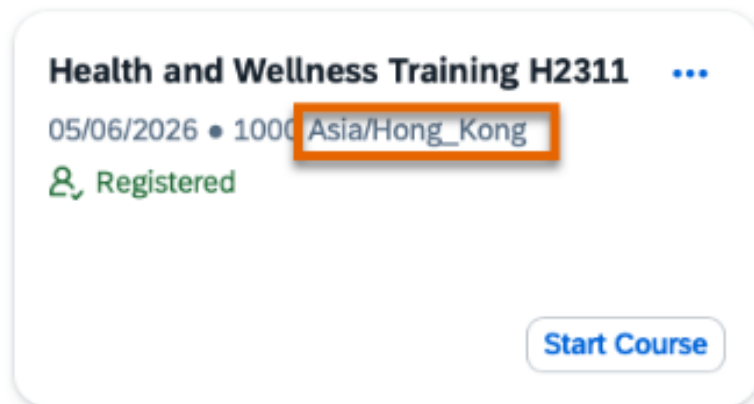 Health and Wellness Training H2311
05/06/2026 • 1000 Asia/Hong_Kong
Registered
Start Course